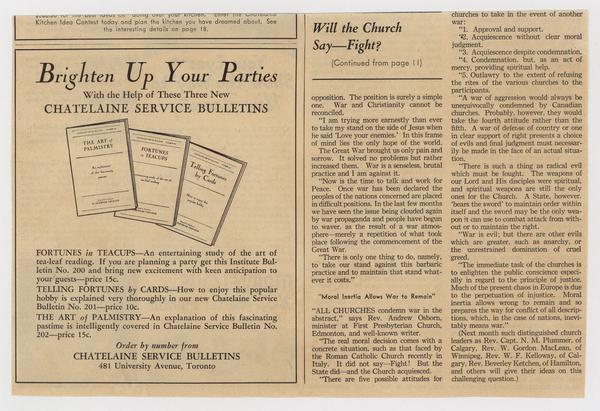 Kitchen Idea Contest today and plan the kitchen you have dreamed about. See
the interesting details on page 18.
Brighten Up Your Parties
With the Help of These Three New
CHATELAINE SERVICE BULLETINS
The ART of
PALMISTRY
FORTUNES
in TEACUPS
Telling Fortunes
by Cards
FORTUNES in TEACUPS—An entertaining study of the art of
tea-leaf reading. If you are planning a party get this Institute Bul-
letin No. 200 and bring new excitement with keen anticipation to
your guests—price 15c.
TELLING FORTUNES by CARDS—How to enjoy this popular
hobby is explained very thoroughly in our new Chatelaine Service
Bulletin No. 201—price 10c.
THE ART of PALMISTRY—An explanation of this fascinating
pastime is intelligently covered in Chatelaine Service Bulletin No.
202—price 15c.
Order by number from
CHATELAINE SERVICE BULLETINS
481 University Avenue, Toronto
Will the Church
Say—Fight?
(Continued from page 11)
opposition. The position is surely a simple
one. War and Christianity cannot be
reconciled.
"I am trying more earnestly than ever
to take my stand on the side of Jesus when
he said 'Love your enemies.' In this frame
of mind lies the only hope of the world.
The Great War brought us only pain and
sorrow. It solved no problems but rather
increased them. War is a senseless, brutal
practice and I am against it.
"Now is the time to talk and work for
Peace. Once war has been declared the
peoples of the nations concerned are placed
in difficult positions. In the last few months
we have seen the issue being clouded again
by war propaganda and people have begun
to waver, as the result of a war atmos-
phere—merely a repetition of what took
place following the commencement of the
Great War.
"There is only one thing to do, namely,
to take our stand against this barbaric
practice and to maintain that stand what-
ever it costs."
"Moral Inertia Allows War to Remain"
"ALL CHURCHES condemn war in the
abstract," says Rev. Andrew Osborn,
minister at First Presbyterian Church,
Edmonton, and well-known writer.
"The real moral decision comes with a
concrete situation, such as that faced by
the Roman Catholic Church recently in
Italy. It did not say—Fight! But the
State did—and the Church acquiesced.
"There are five possible attitudes for
churches to take in the event of another
war:
"1. Approval and support.
"2. Acquiescence without clear moral
judgment.
"3. Acquiescence despite condemnation.
"4. Condemnation, but, as an act of
mercy, providing spiritual help.
"5. Outlawry to the extent of refusing
the rites of the various churches to the
participants.
"A war of aggression would always be
unequivocally condemned by Canadian
churches. Probably, however, they would
take the fourth attitude rather than the
fifth. A war of defense of country or one
in clear support of right presents a choice
of evils and final judgment must necessar-
ily be made in the face of an actual situa-
tion.
"There is such a thing as radical evil
which must be fought. The weapons of
our Lord and His disciples were spiritual,
and spiritual weapons are still the only
ones for the Church. A State, however,
'bears the sword' to maintain order within
itself and the sword may be the only wea-
pon it can use to combat attack from with-
out or to maintain the right.
"War is evil; but there are other evils
which are greater, such as anarchy, or
the unrestrained domination of cruel
greed.
"The immediate task of the churches is
to enlighten the public conscience especi-
ally in regard to the principle of justice.
Much of the present chaos in Europe is due
to the perpetuation of injustice. Moral
inertia allows wrong to remain and so
prepares the way for conflict of all descrip-
tions, which, in the case of nations, inevi-
tably means war."
(Next month such distinguished church
leaders as Rev. Capt. N. M. Plummer, of
Calgary, Rev. W. Gordon MacLean, of
Winnipeg, Rev. W. F. Kelloway, of Cal-
gary, Rev. Beverley Ketchen, of Hamilton,
and others will give their ideas on this
challenging question.)